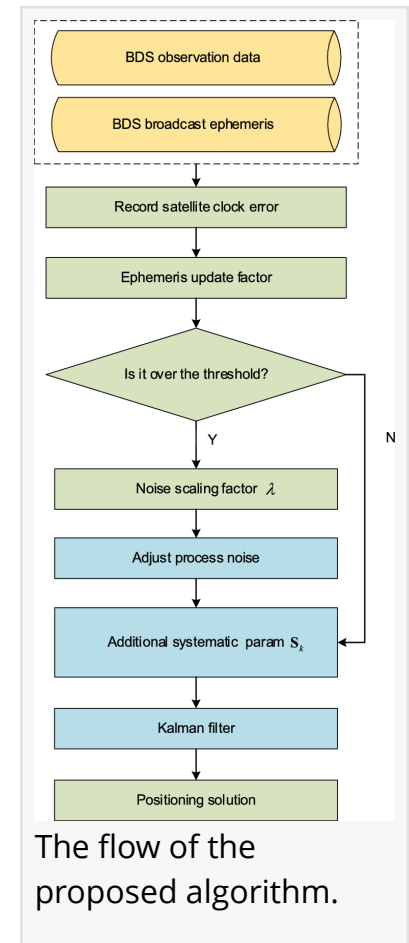 BDS observation data
BDS broadcast ephemeris
Record satellite clock error
Ephemeris update factor
Is it over the threshold?
Y
N
Noise scaling factor λ
Adjust process noise
Additional systematic param S_k
Kalman filter
Positioning solution
The flow of the
proposed algorithm.